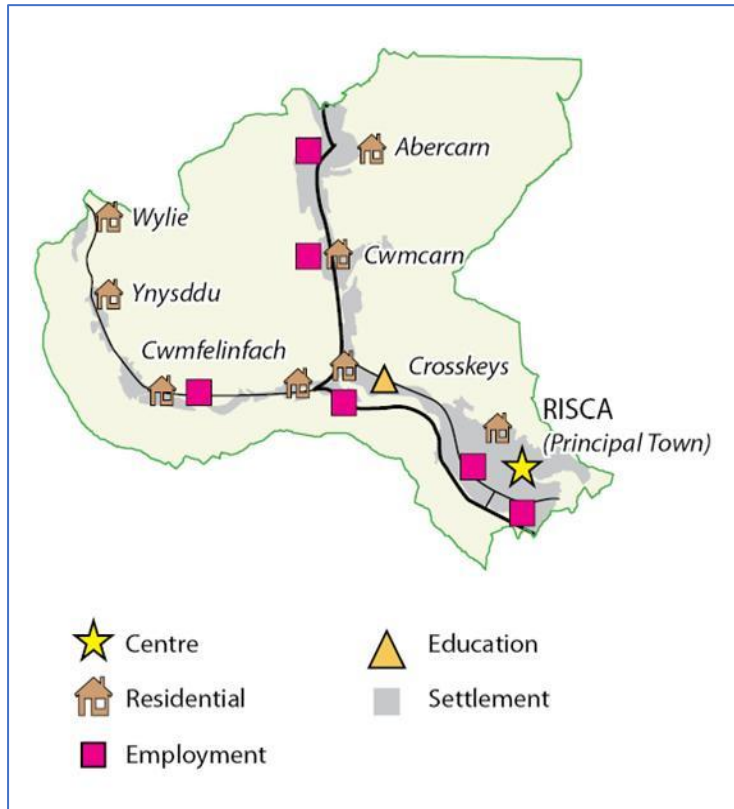 Abercarn
Wylie
Cwmcarn
Ynysddu
Cwmfelinfach
Crosskeys
RISCA
(Principal Town)
Centre
Education
Residential
Settlement
Employment